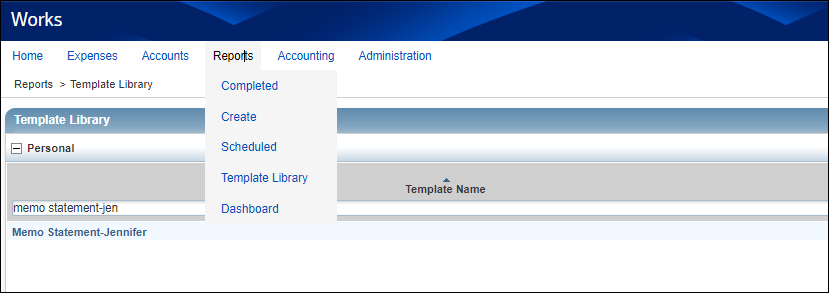 Works
Home Expenses Accounts Reports Accounting Administration
Reports > Template Library
Completed
Create
Scheduled
Template Library
Dashboard
Template Library
Personal
Template Name
memo statement-jen
Memo Statement-Jennifer